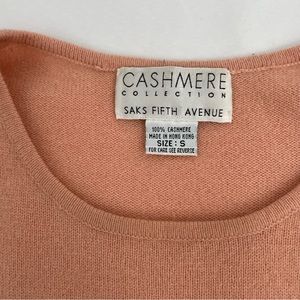 CASHMERE
COLLECTION
SAKS FIFTH AVENUE
100% CASHMERE
MADE IN HONG KONG
SIZE: S
FOR CARE SEE REVERSE